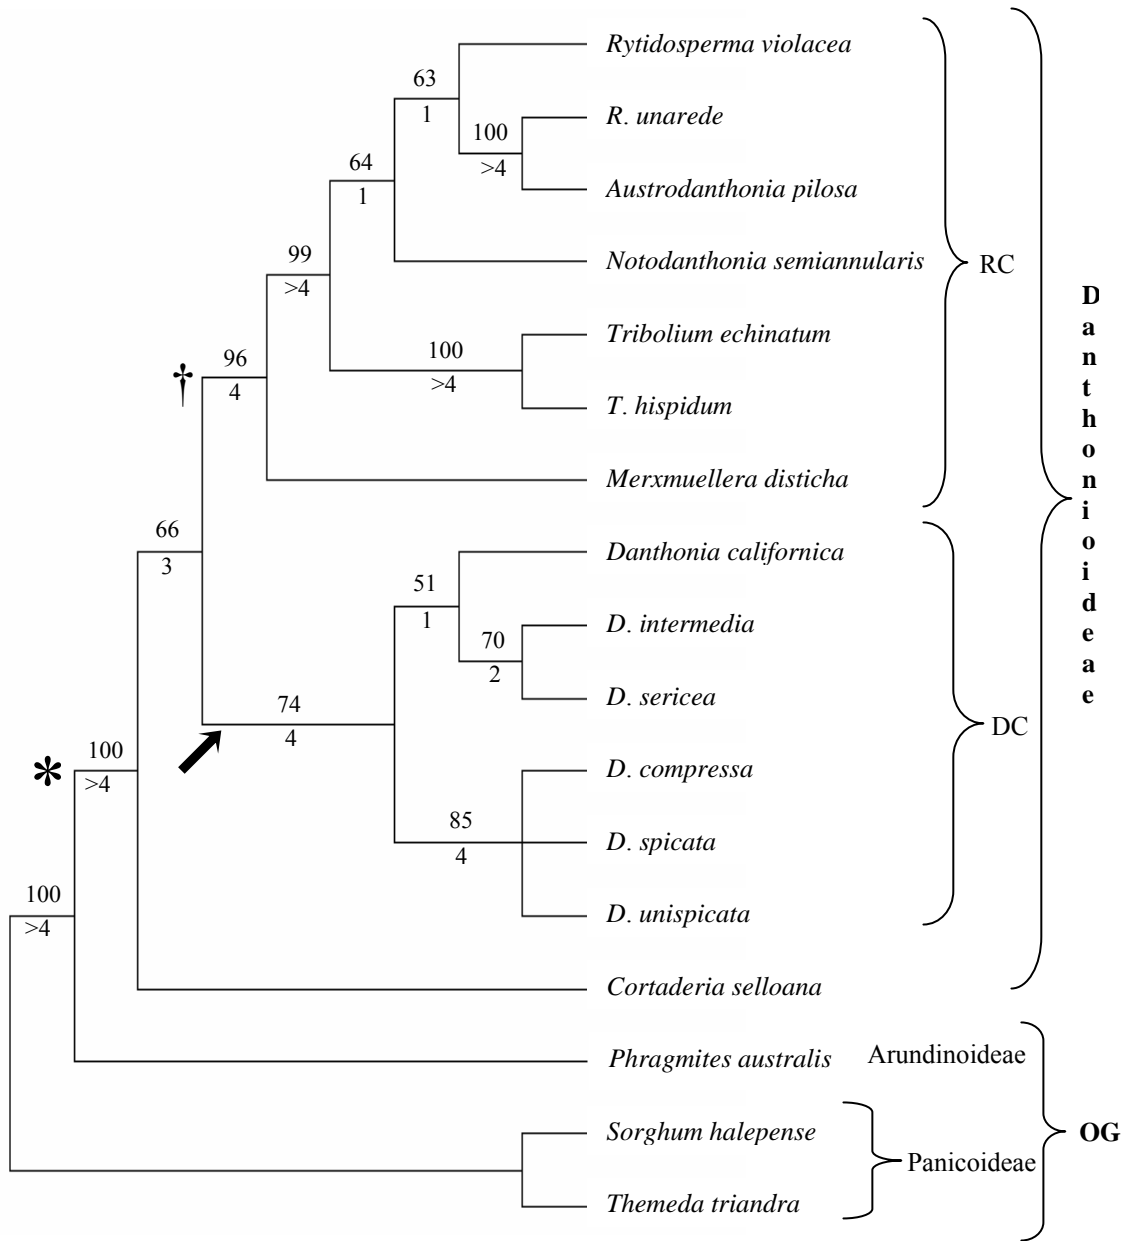 Rytidosperma violacea
63
1
R. unarede
100
>4
Austrodanthonia pilosa
64
1
Notodanthonia semiannularis
RC
99
>4
Tribolium echinatum
100
>4
T. hispidum
96
4
†
Merxmuellera disticha
Danthonia californica
66
3
51
1
D. intermedia
70
2
D. sericea
74
4
DC
D. compressa
100
>4
*
D. spicata
85
4
D. unispicata
100
>4
Cortaderia selloana
D
a
n
t
h
o
n
i
o
i
d
e
a
e
Phragmites australis Arundinoideae
Sorghum halepense
OG
Panicoideae
Themeda triandra